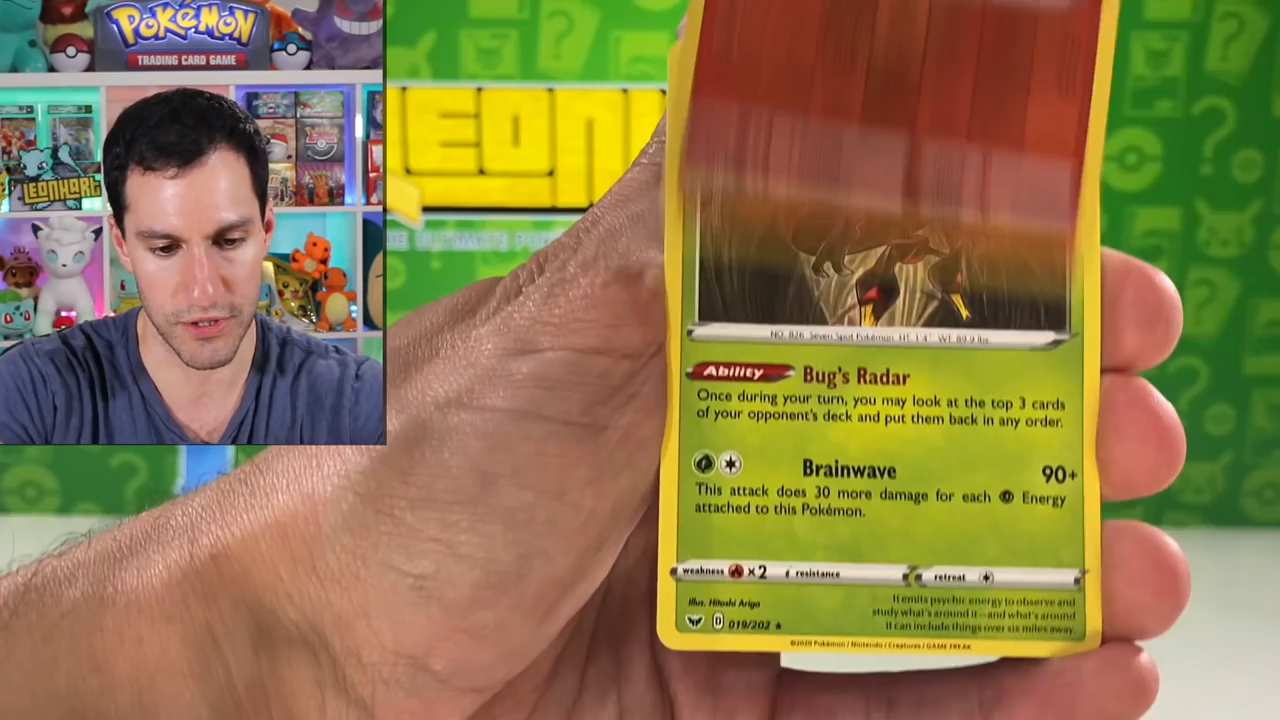 POKéMON
TRADING CARD GAME
LEONHART
LEON
NO. 826 Seven Spot Pokémon HT. 1'4" WT. 89.9 lbs.
Ability Bug's Radar
Once during your turn, you may look at the top 3 cards
of your opponent's deck and put them back in any order.
Brainwave 90+
This attack does 30 more damage for each Energy
attached to this Pokémon.
weakness ×2 resistance retreat
Illus. Hitoshi Ariga
D 019/202 ★
It emits psychic energy to observe and
study what's around it—and what's around
it can include things over six miles away.
©2020 Pokémon / Nintendo / Creatures / GAME FREAK